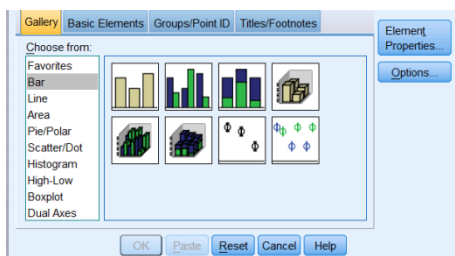 Gallery Basic Elements Groups/Point ID Titles/Footnotes
Element Properties...
Options...
Choose from:
Favorites
Bar
Line
Area
Pie/Polar
Scatter/Dot
Histogram
High-Low
Boxplot
Dual Axes
OK Paste Reset Cancel Help